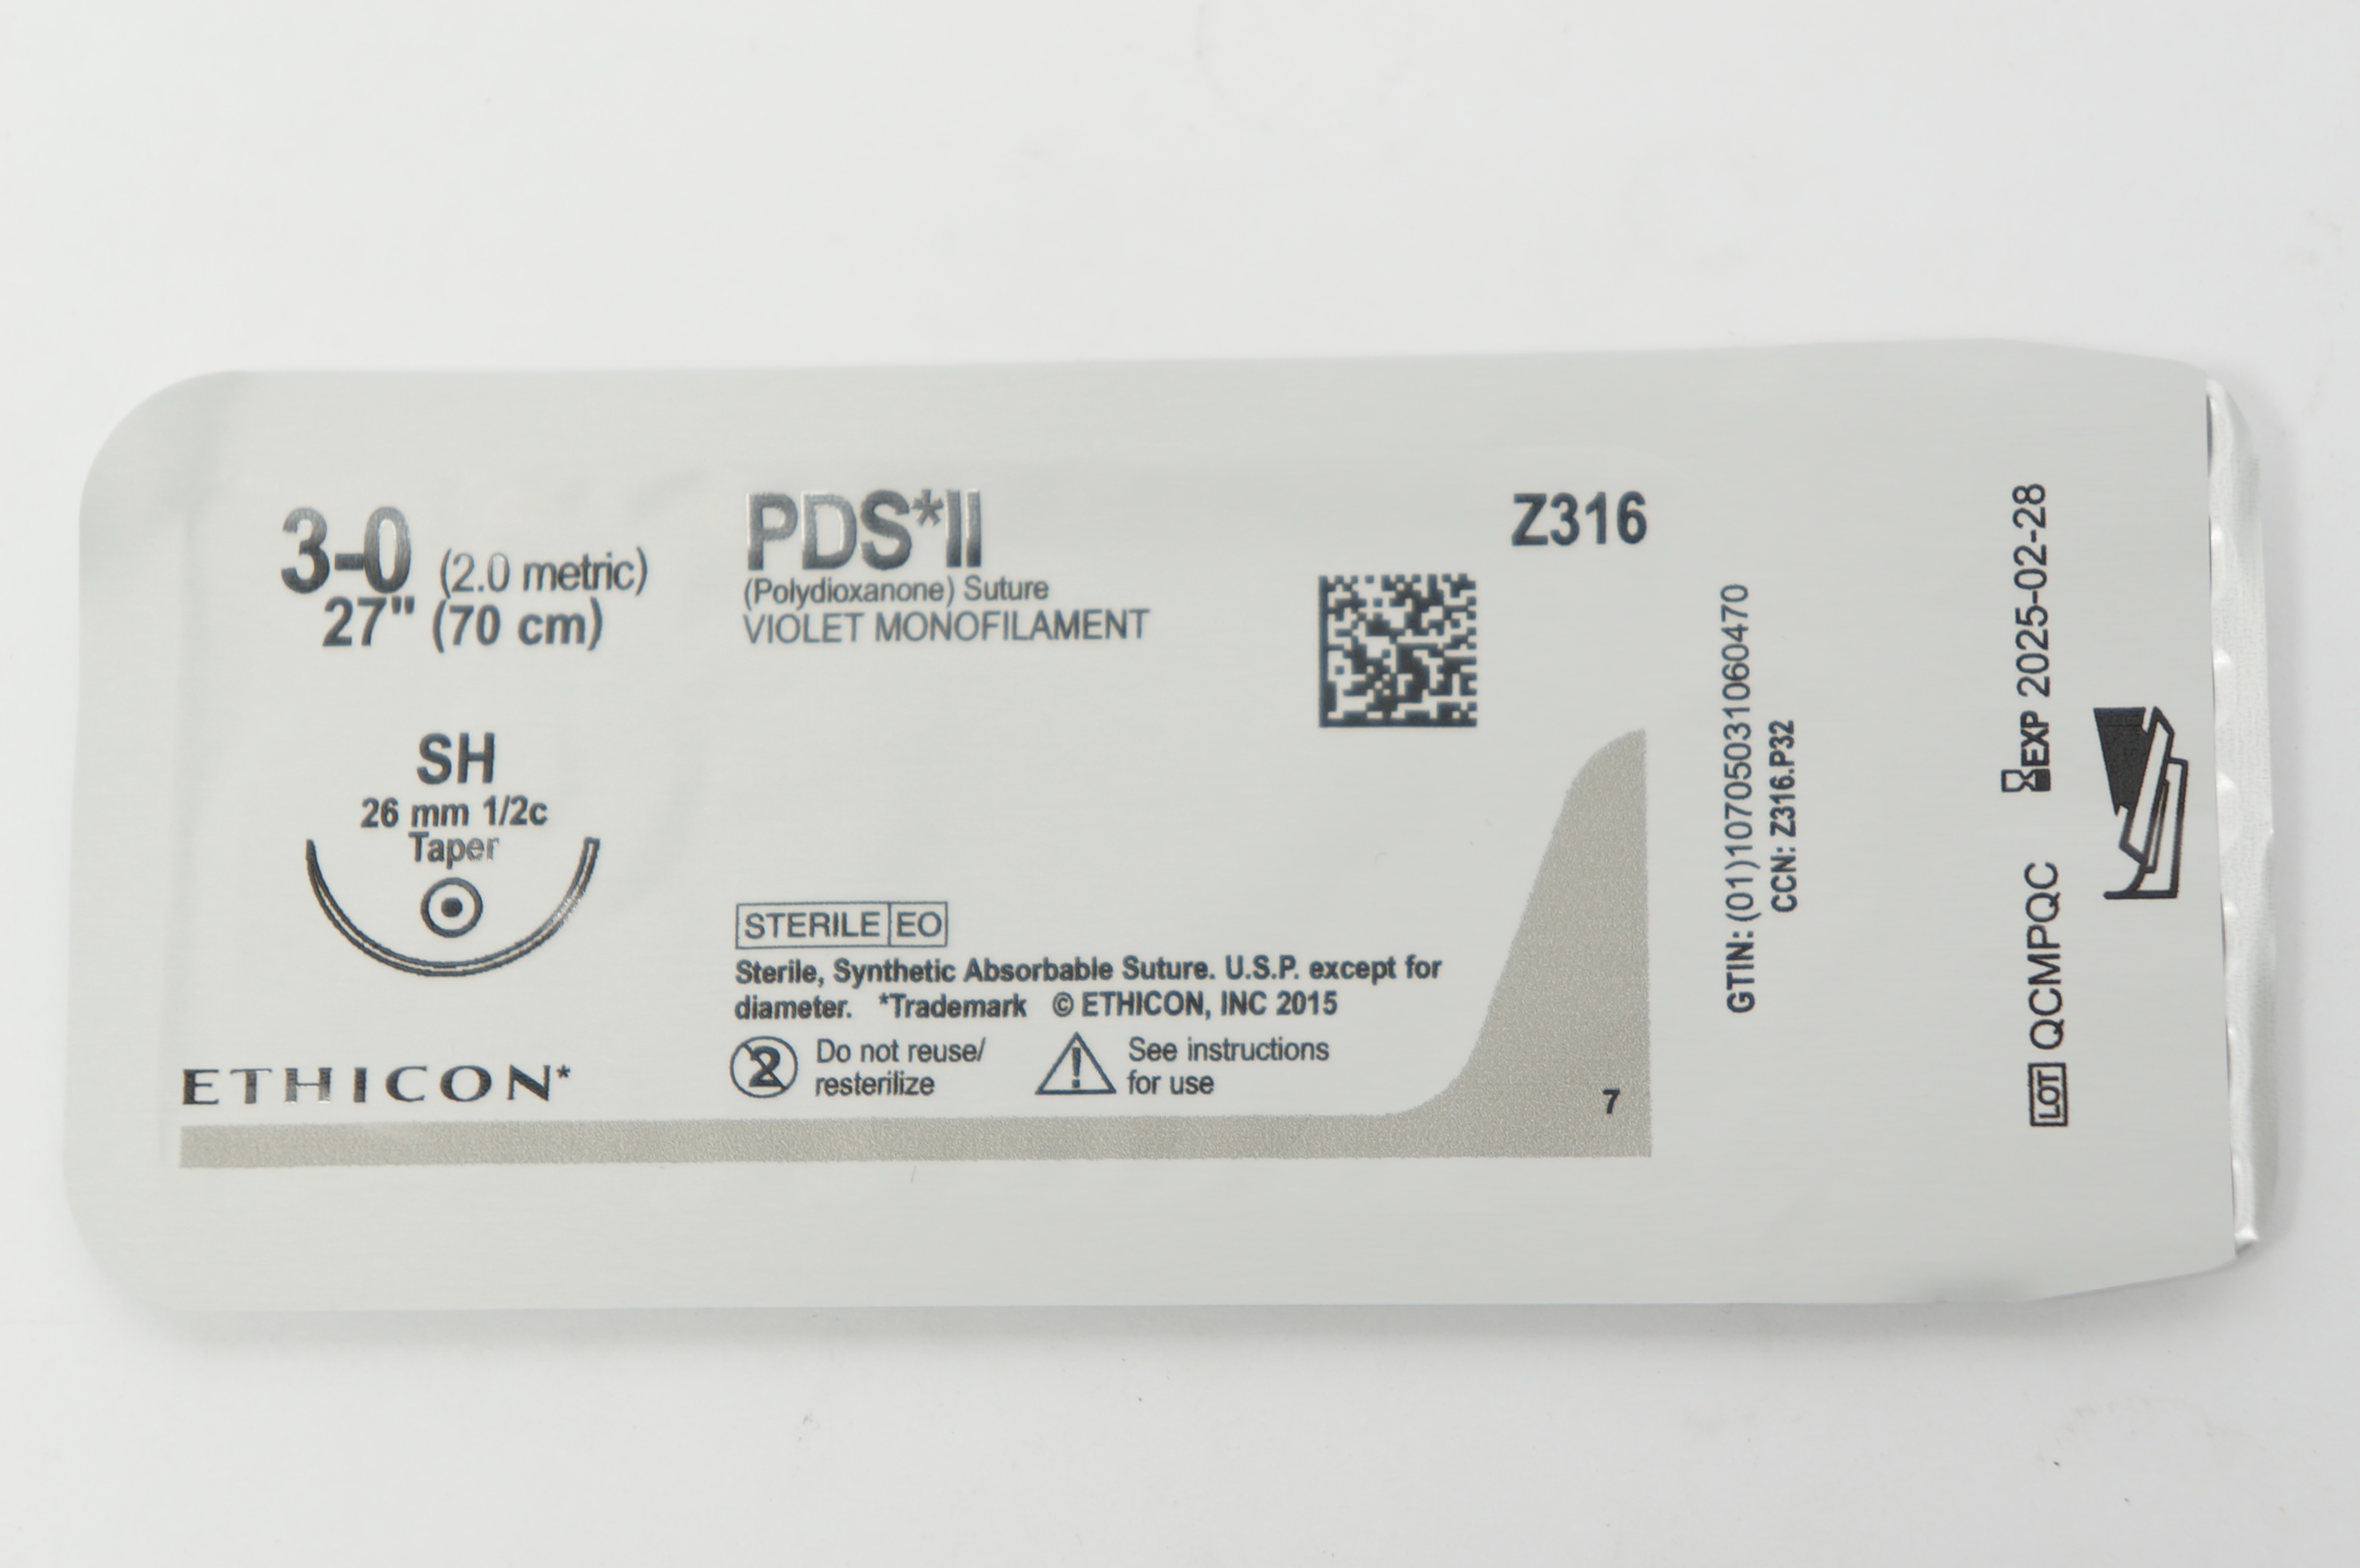 3-0 (2.0 metric)
27" (70 cm)
SH
26 mm 1/2c
Taper
ETHICON*
PDS*II
(Polydioxanone) Suture
VIOLET MONOFILAMENT
Z316
STERILE EO
Sterile, Synthetic Absorbable Suture. U.S.P. except for
diameter. *Trademark © ETHICON, INC 2015
2 Do not reuse/
resterilize
! See instructions
for use
7
GTIN: (01)10705031060470
CCN: Z316.P32
LOT QCMPQC EXP 2025-02-28